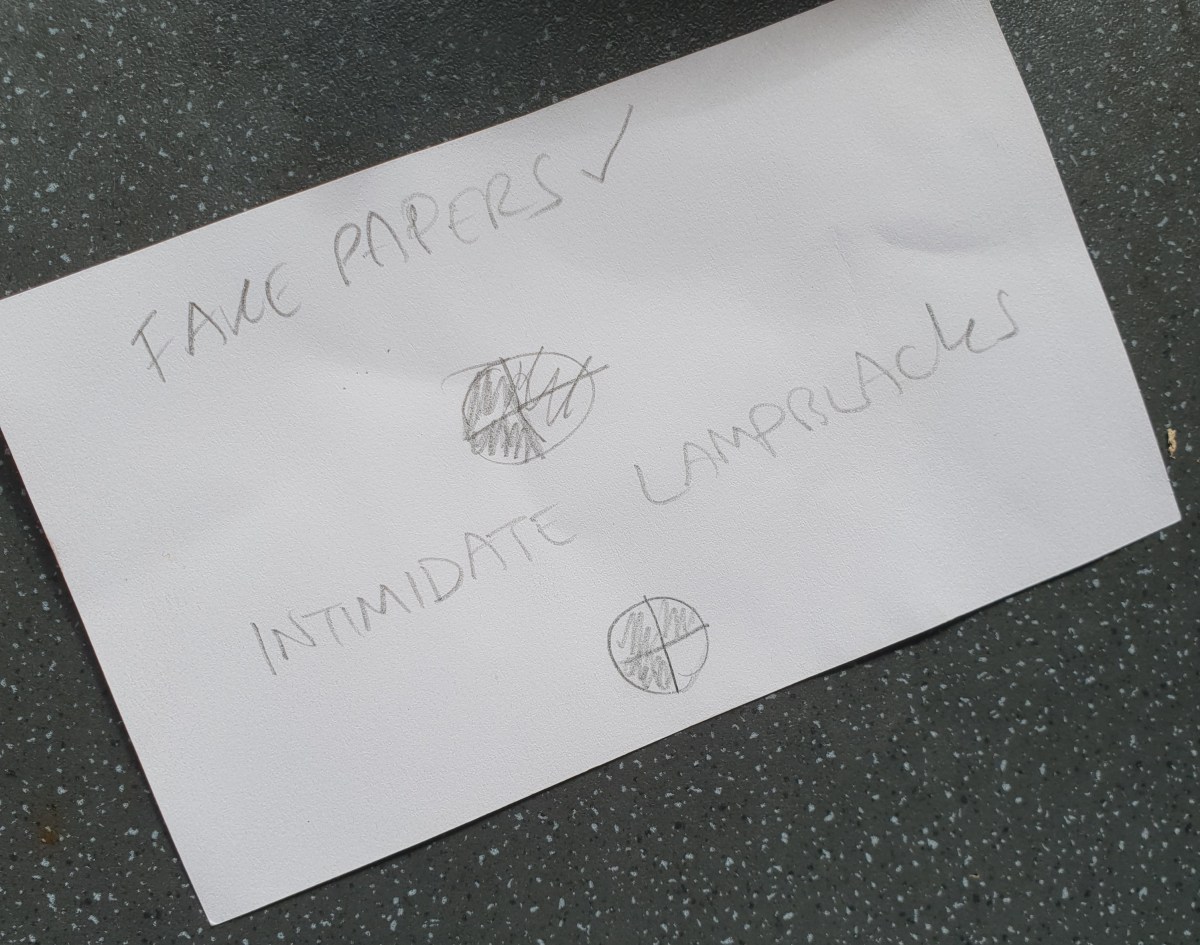 FAKE PAPERS ✓
INTIMIDATE LAMPBLACKS